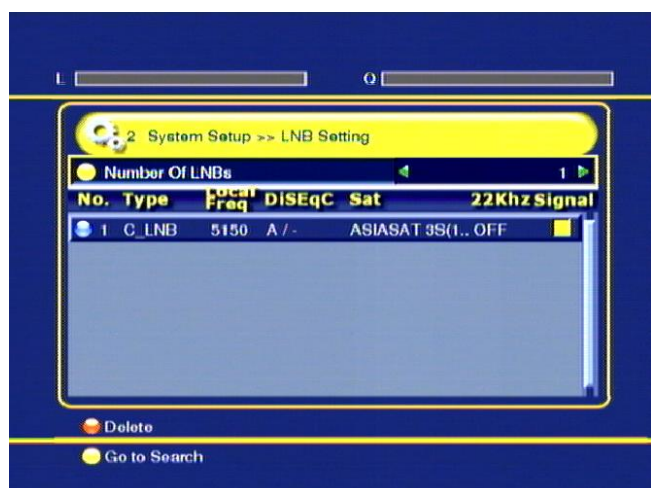 L Q
2 System Setup >> LNB Setting
Number Of LNBs 1
No. Type Local Freq DiSEqC Sat 22Khz Signal
1 C_LNB 5150 A / - ASIASAT 3S(1.. OFF
Delete
Go to Search